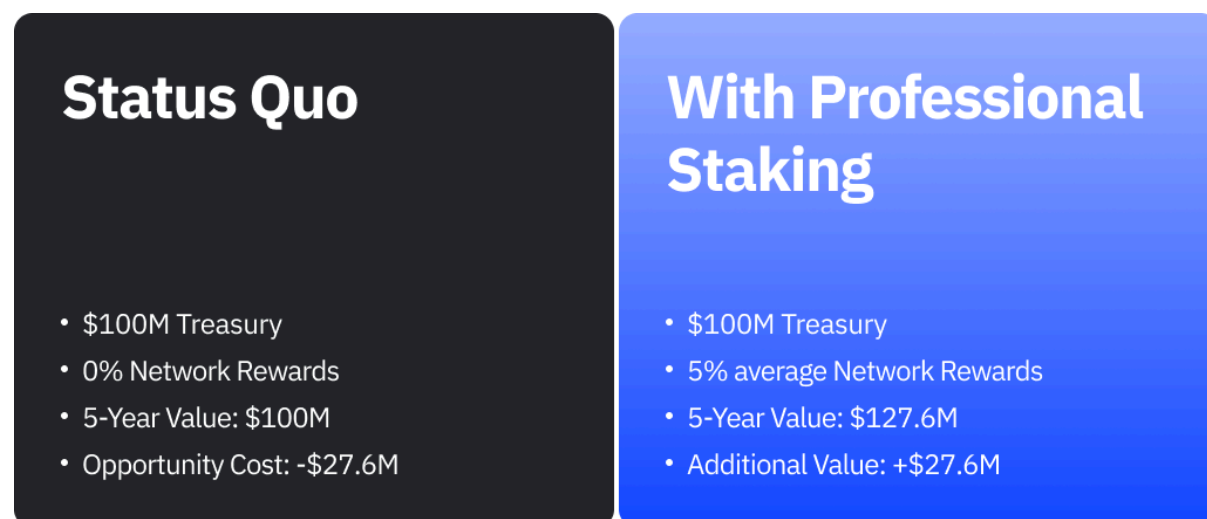 Status Quo
• $100M Treasury
• 0% Network Rewards
• 5-Year Value: $100M
• Opportunity Cost: -$27.6M
With Professional
Staking
• $100M Treasury
• 5% average Network Rewards
• 5-Year Value: $127.6M
• Additional Value: +$27.6M